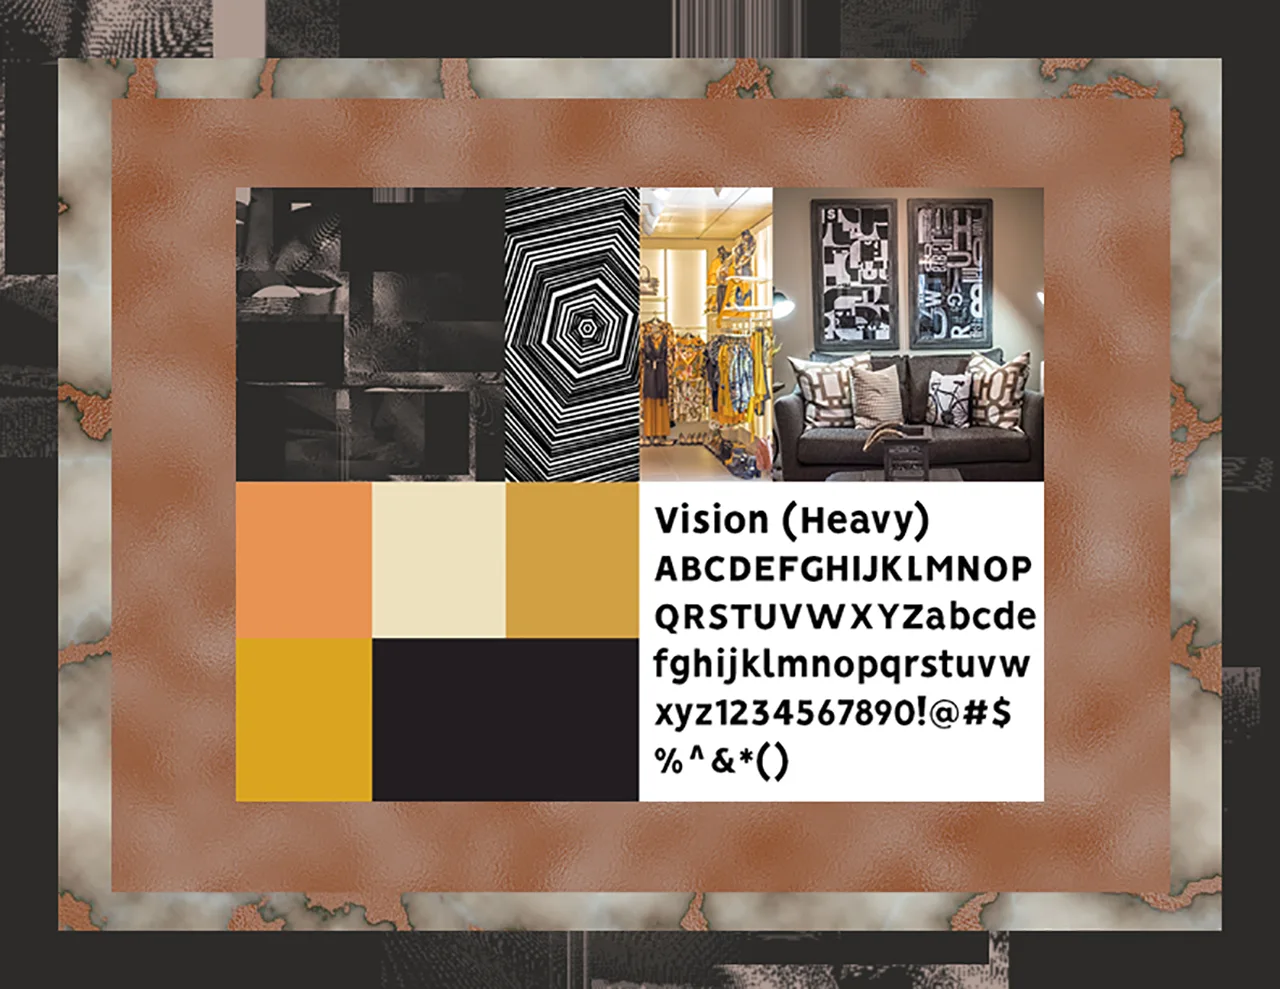 Vision (Heavy)
ABCDEFGHIJKLMNOP
QRSTUVWXYZabcde
fghijklmnopqrstuvw
xyz1234567890!@#$
%^&*()